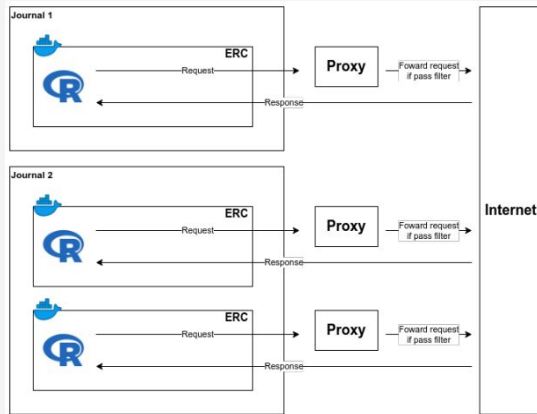 Journal 1
ERC
R
Request
Proxy
Foward request
if pass filter
Response
Journal 2
ERC
R
Request
Proxy
Foward request
if pass filter
Response
Internet
ERC
R
Request
Proxy
Foward request
if pass filter
Response